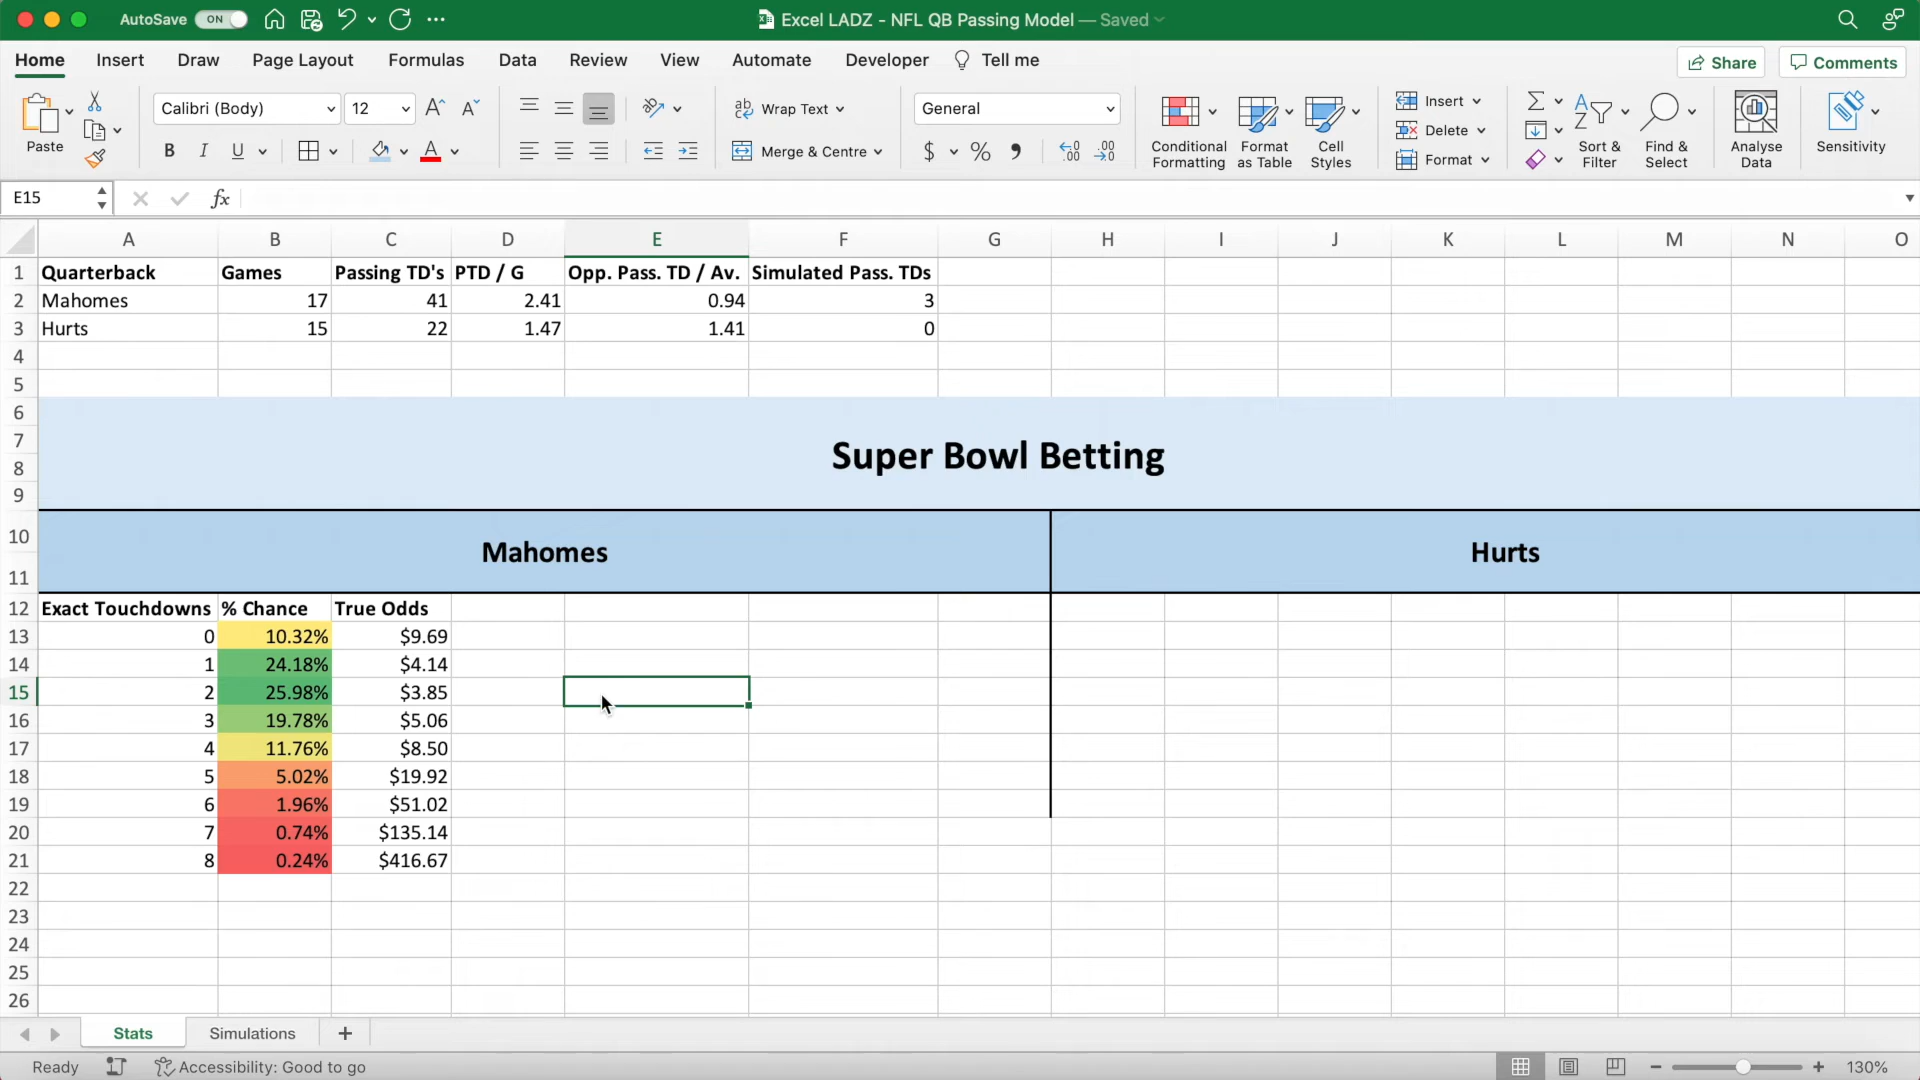 AutoSave ON Excel LADZ - NFL QB Passing Model — Saved
Home Insert Draw Page Layout Formulas Data Review View Automate Developer Tell me Share Comments
Paste Calibri (Body) 12 Wrap Text General Insert
B I U Merge & Centre $ % Delete
Conditional Formatting Format as Table Cell Styles Format Sort & Filter Find & Select Analyse Data Sensitivity
E15 fx
A B C D E F G H I J K L M N O
1 Quarterback Games Passing TD's PTD / G Opp. Pass. TD / Av. Simulated Pass. TDs
2 Mahomes 17 41 2.41 0.94 3
3 Hurts 15 22 1.47 1.41 0
4
5
6
7 Super Bowl Betting
8
9
10 Mahomes Hurts
11
12 Exact Touchdowns % Chance True Odds
13 0 10.32% $9.69
14 1 24.18% $4.14
15 2 25.98% $3.85
16 3 19.78% $5.06
17 4 11.76% $8.50
18 5 5.02% $19.92
19 6 1.96% $51.02
20 7 0.74% $135.14
21 8 0.24% $416.67
22
23
24
25
26
Stats Simulations +
Ready Accessibility: Good to go 130%